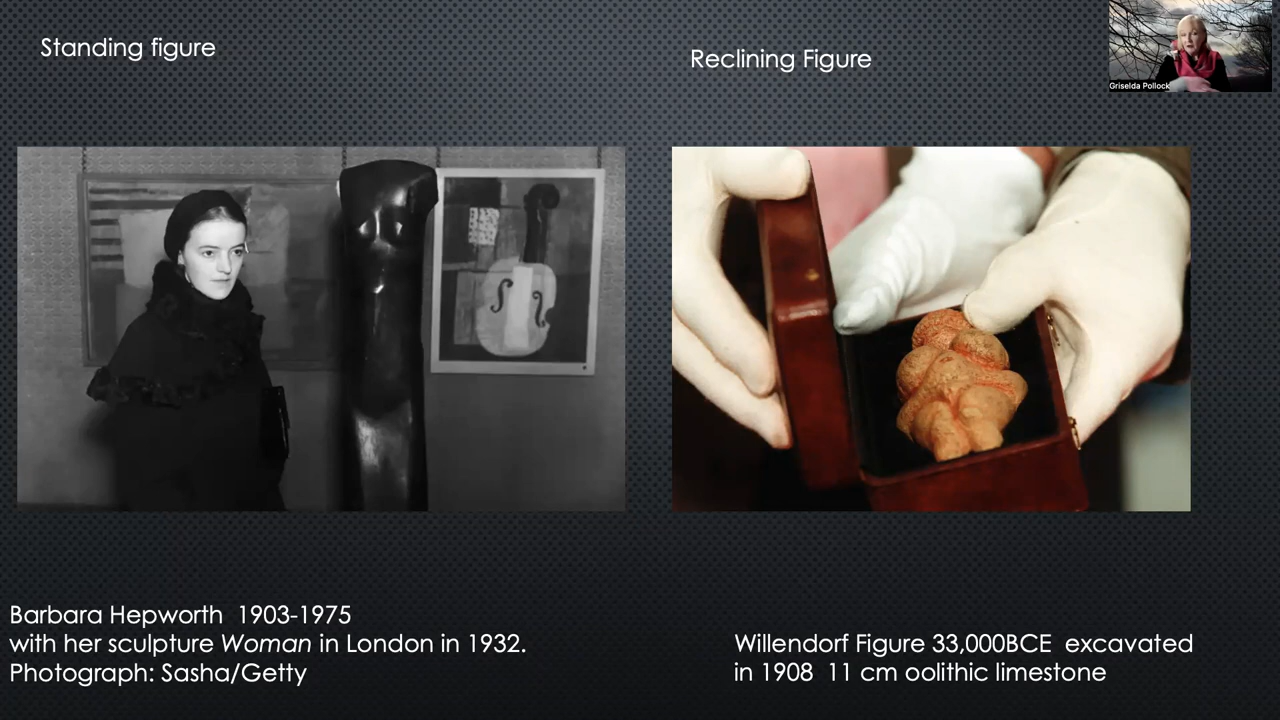 Standing figure
Reclining Figure
Griselda Pollock
Barbara Hepworth 1903-1975
with her sculpture Woman in London in 1932.
Photograph: Sasha/Getty
Willendorf Figure 33,000BCE excavated
in 1908 11 cm oolithic limestone